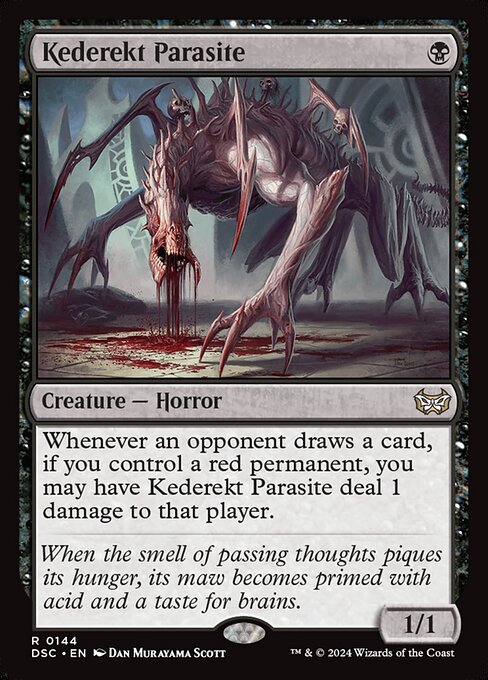 Kederekt Parasite
Creature — Horror
Whenever an opponent draws a card,
if you control a red permanent, you
may have Kederekt Parasite deal 1
damage to that player.
When the smell of passing thoughts piques
its hunger, its maw becomes primed with
acid and a taste for brains.
1/1
R 0144
DSC • EN Dan Murayama Scott
™ & © 2024 Wizards of the Coast